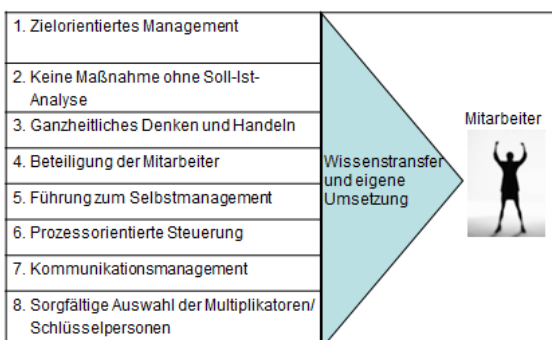 1. Zielorientiertes Management
2. Keine Maßnahme ohne Soll-Ist-
Analyse
3. Ganzheitliches Denken und Handeln
4. Beteiligung der Mitarbeiter
5. Führung zum Selbstmanagement
6. Prozessorientierte Steuerung
7. Kommunikationsmanagement
8. Sorgfältige Auswahl der Multiplikatoren/
Schlüsselpersonen
Wissenstransfer
und eigene
Umsetzung
Mitarbeiter